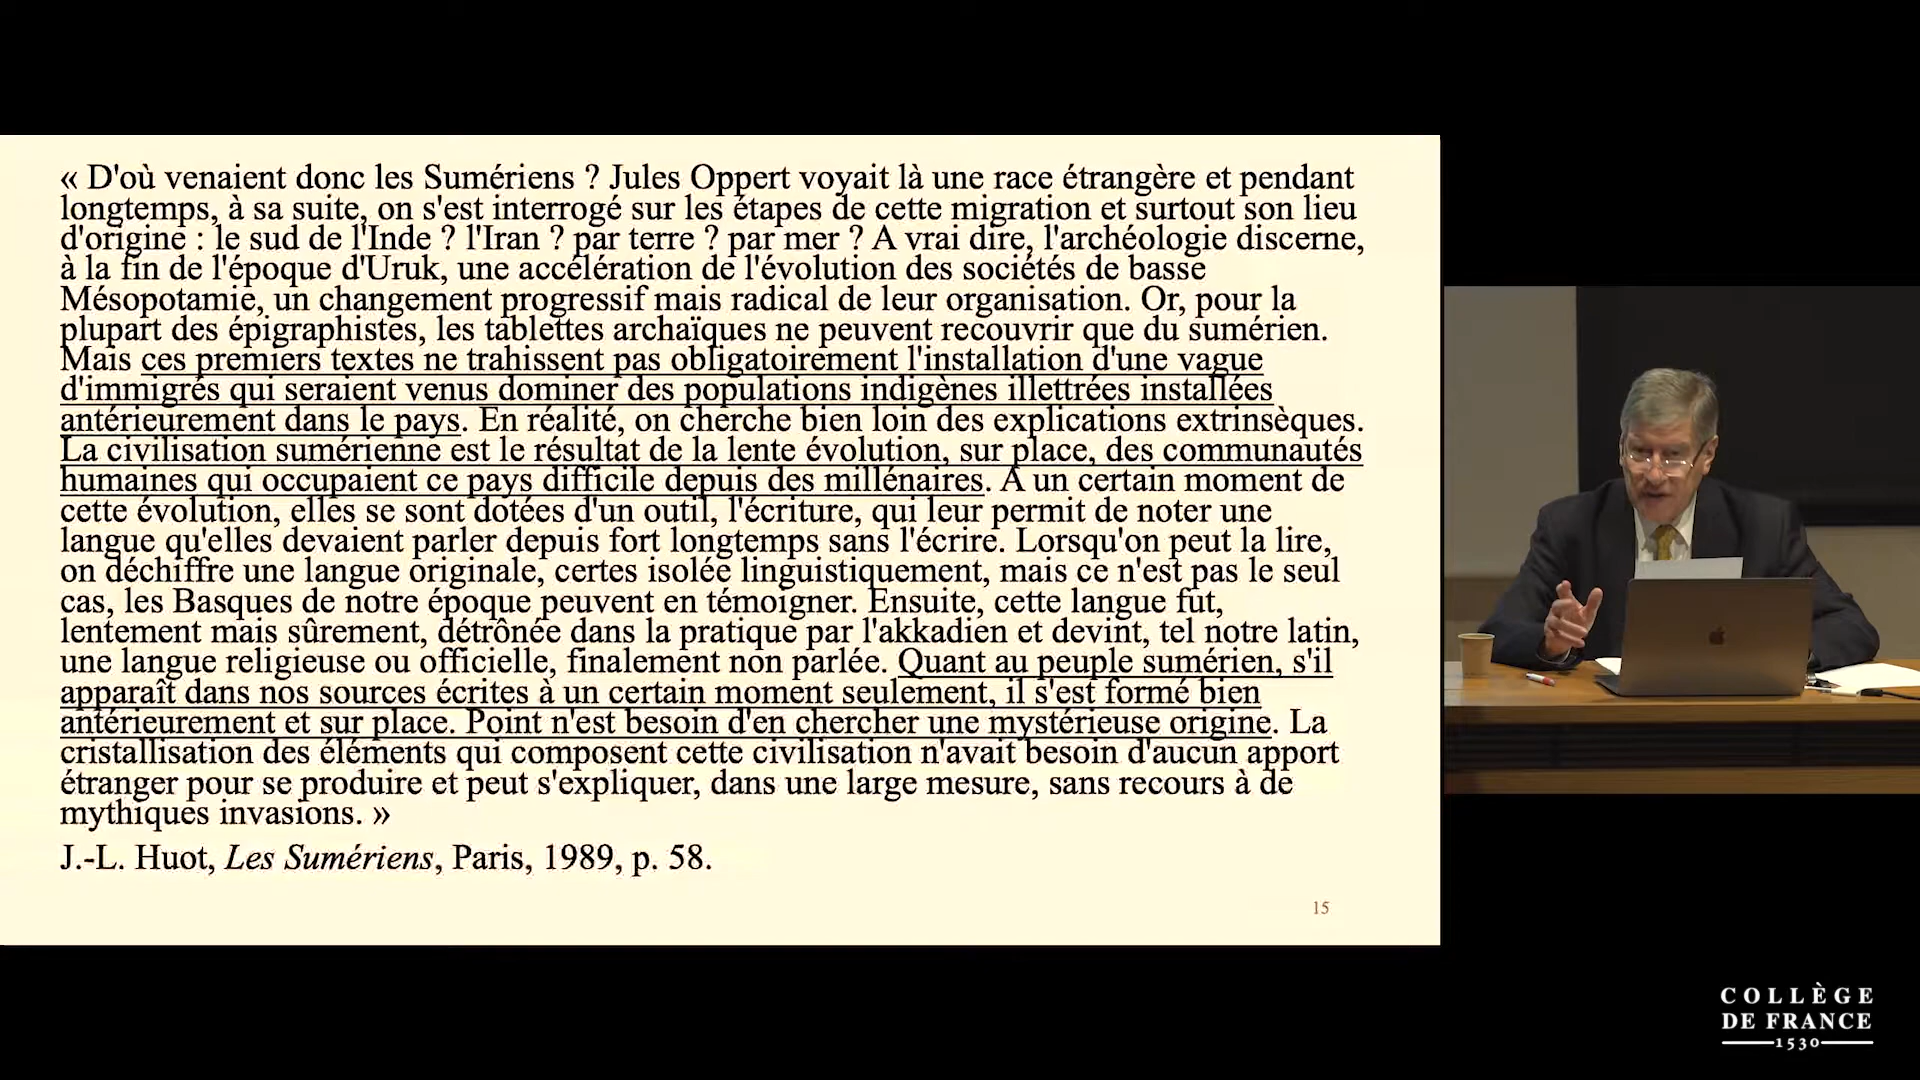 « D'où venaient donc les Sumériens ? Jules Oppert voyait là une race étrangère et pendant
longtemps, à sa suite, on s'est interrogé sur les étapes de cette migration et surtout son lieu
d'origine : le sud de l'Inde ? l'Iran ? par terre ? par mer ? A vrai dire, l'archéologie discerne,
à la fin de l'époque d'Uruk, une accélération de l'évolution des sociétés de basse
Mésopotamie, un changement progressif mais radical de leur organisation. Or, pour la
plupart des épigraphistes, les tablettes archaïques ne peuvent recouvrir que du sumérien.
Mais ces premiers textes ne trahissent pas obligatoirement l'installation d'une vague
d'immigrés qui seraient venus dominer des populations indigènes illettrées installées
antérieurement dans le pays. En réalité, on cherche bien loin des explications extrinsèques.
La civilisation sumérienne est le résultat de la lente évolution, sur place, des communautés
humaines qui occupaient ce pays difficile depuis des millénaires. A un certain moment de
cette évolution, elles se sont dotées d'un outil, l'écriture, qui leur permit de noter une
langue qu'elles devaient parler depuis fort longtemps sans l'écrire. Lorsqu'on peut la lire,
on déchiffre une langue originale, certes isolée linguistiquement, mais ce n'est pas le seul
cas, les Basques de notre époque peuvent en témoigner. Ensuite, cette langue fut,
lentement mais sûrement, détrônée dans la pratique par l'akkadien et devint, tel notre latin,
une langue religieuse ou officielle, finalement non parlée. Quant au peuple sumérien, s'il
apparaît dans nos sources écrites à un certain moment seulement, il s'est formé bien
antérieurement et sur place. Point n'est besoin d'en chercher une mystérieuse origine. La
cristallisation des éléments qui composent cette civilisation n'avait besoin d'aucun apport
étranger pour se produire et peut s'expliquer, dans une large mesure, sans recours à de
mythiques invasions. »
J.-L. Huot, Les Sumériens, Paris, 1989, p. 58.
15
COLLÈGE
DE FRANCE
1530